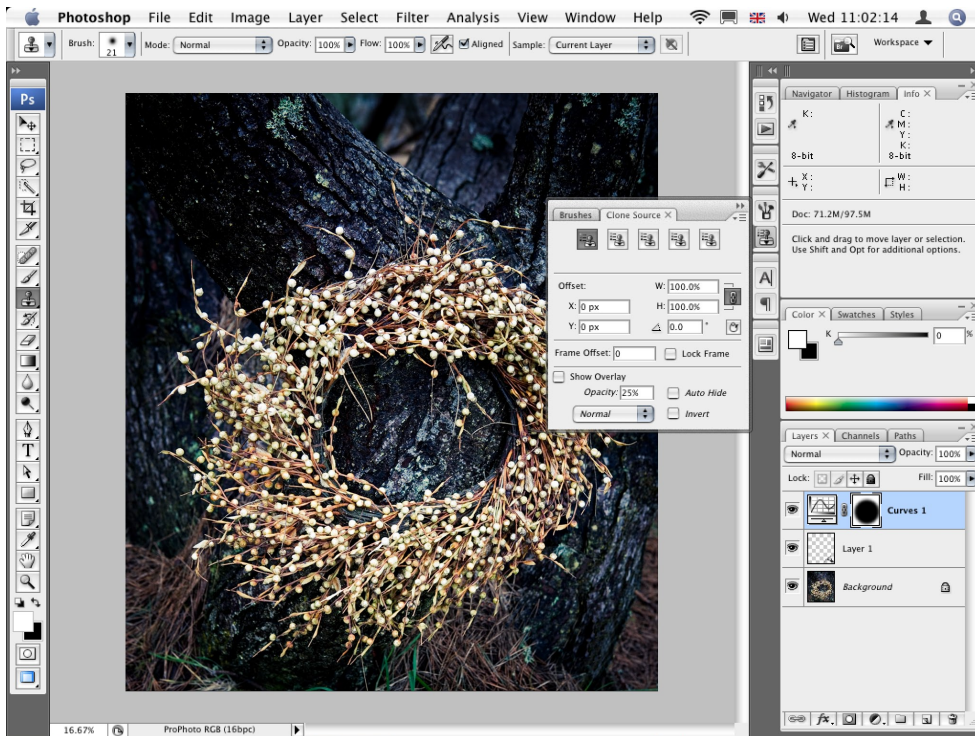 Photoshop File Edit Image Layer Select Filter Analysis View Window Help Wed 11:02:14
Brush: 21 Mode: Normal Opacity: 100% Flow: 100% Aligned Sample: Current Layer Workspace
Ps
T
Brushes Clone Source
Offset: W: 100.0%
X: 0 px H: 100.0%
Y: 0 px 0.0 °
Frame Offset: 0 Lock Frame
Show Overlay
Opacity: 25% Auto Hide
Normal Invert
A
Navigator Histogram Info
K: C:
M:
Y:
K:
8-bit 8-bit
X: W:
Y: H:
Doc: 71.2M/97.5M
Click and drag to move layer or selection.
Use Shift and Opt for additional options.
Color Swatches Styles
K 0 %
Layers Channels Paths
Normal Opacity: 100%
Lock: Fill: 100%
Curves 1
Layer 1
Background
fx.
16.67% ProPhoto RGB (16bpc)